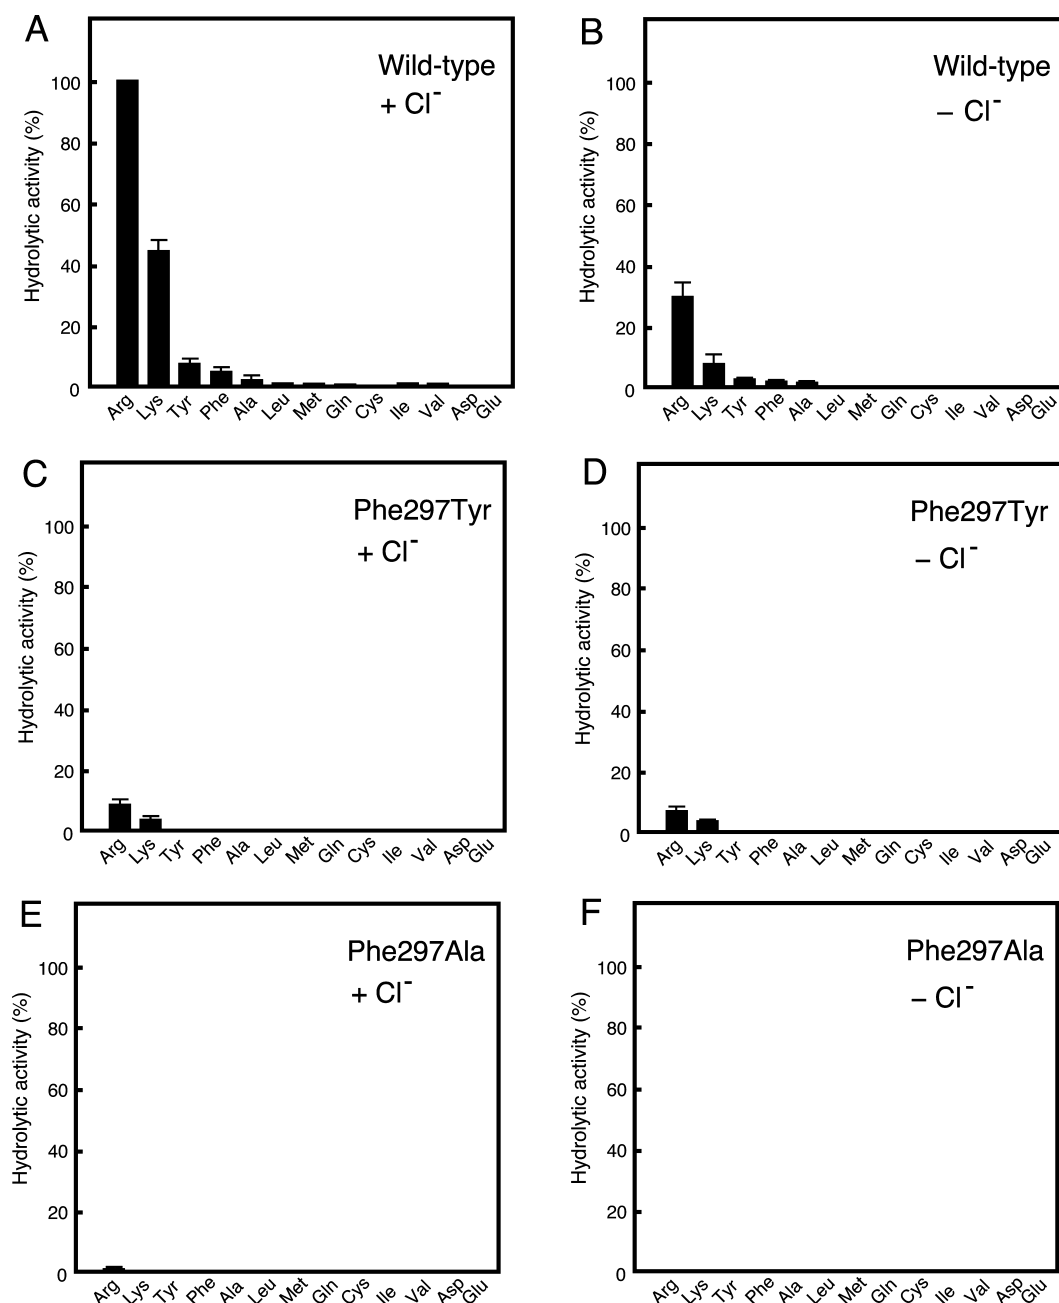 A
Wild-type
+ Cl⁻
Hydrolytic activity (%)
100
80
60
40
20
0
Arg Lys Tyr Phe Ala Leu Met Gln Cys Ile Val Asp Glu
B
Wild-type
– Cl⁻
Hydrolytic activity (%)
100
80
60
40
20
0
Arg Lys Tyr Phe Ala Leu Met Gln Cys Ile Val Asp Glu
C
Phe297Tyr
+ Cl⁻
Hydrolytic activity (%)
100
80
60
40
20
0
Arg Lys Tyr Phe Ala Leu Met Gln Cys Ile Val Asp Glu
D
Phe297Tyr
– Cl⁻
Hydrolytic activity (%)
100
80
60
40
20
0
Arg Lys Tyr Phe Ala Leu Met Gln Cys Ile Val Asp Glu
E
Phe297Ala
+ Cl⁻
Hydrolytic activity (%)
100
80
60
40
20
0
Arg Lys Tyr Phe Ala Leu Met Gln Cys Ile Val Asp Glu
F
Phe297Ala
– Cl⁻
Hydrolytic activity (%)
100
80
60
40
20
0
Arg Lys Tyr Phe Ala Leu Met Gln Cys Ile Val Asp Glu